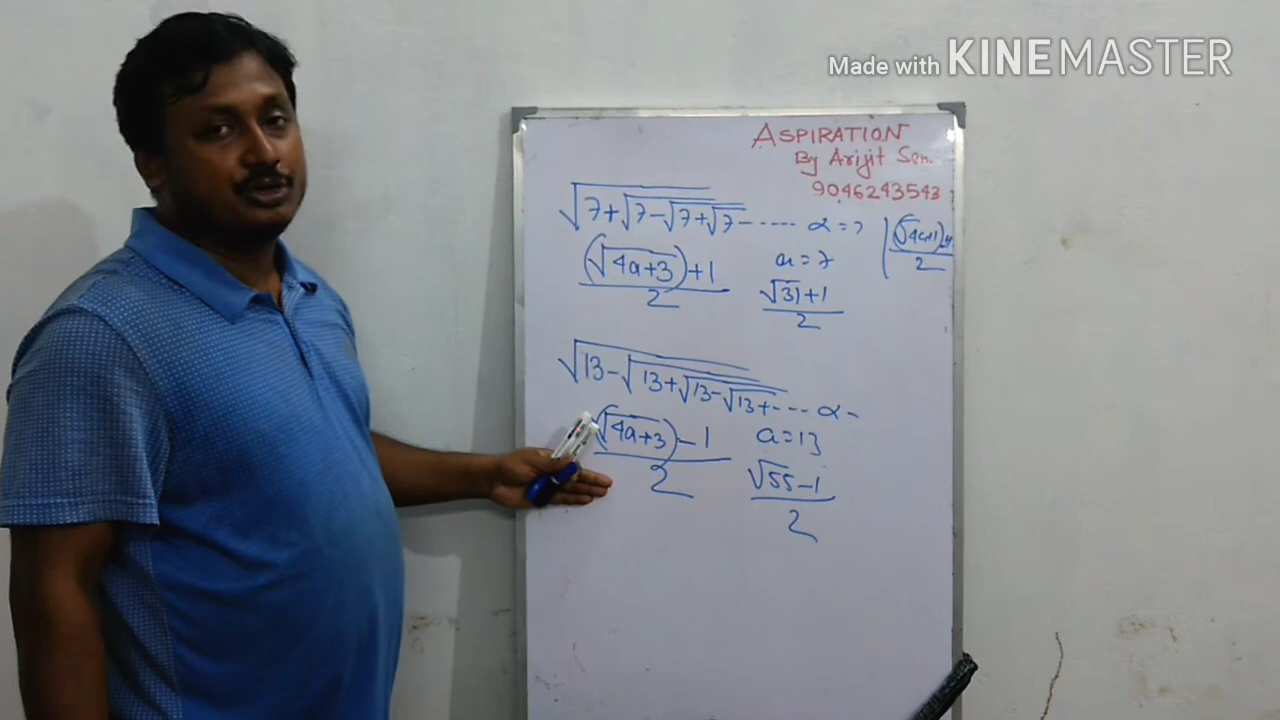 Made with KINEMASTER
ASPIRATION
By Arijit Sen.
9046243543
√7+√7-√7+√7-----α=?
(√4a+3)+1
2
a=7
√31+1
2
2
√13-√13+√13-√13+----α-
(√4a+3)-1
2
a=13
√55-1
2